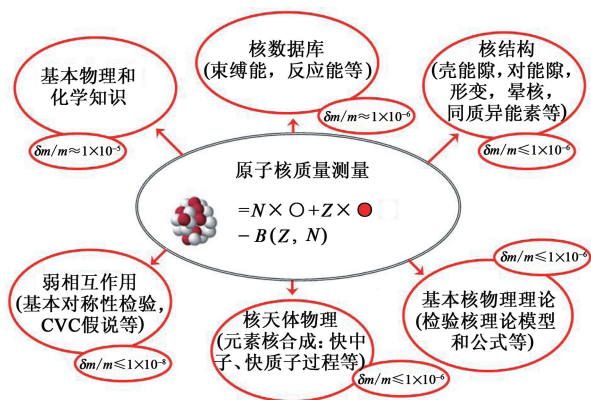 基本物理和
化学知识
δm/m≈1×10⁻⁵
核数据库
(束缚能，反应能等)
δm/m≈1×10⁻⁶
核结构
(壳能隙，对能隙，
形变，晕核，
同质异能素等)
δm/m≤1×10⁻⁶
原子核质量测量
=N×○+Z×●
−B(Z, N)
弱相互作用
(基本对称性检验，
CVC假说等)
δm/m≤1×10⁻⁸
核天体物理
(元素核合成：快中
子、快质子过程等)
δm/m≤1×10⁻⁶
δm/m≤1×10⁻⁶
基本核物理理论
(检验核理论模型
和公式等)